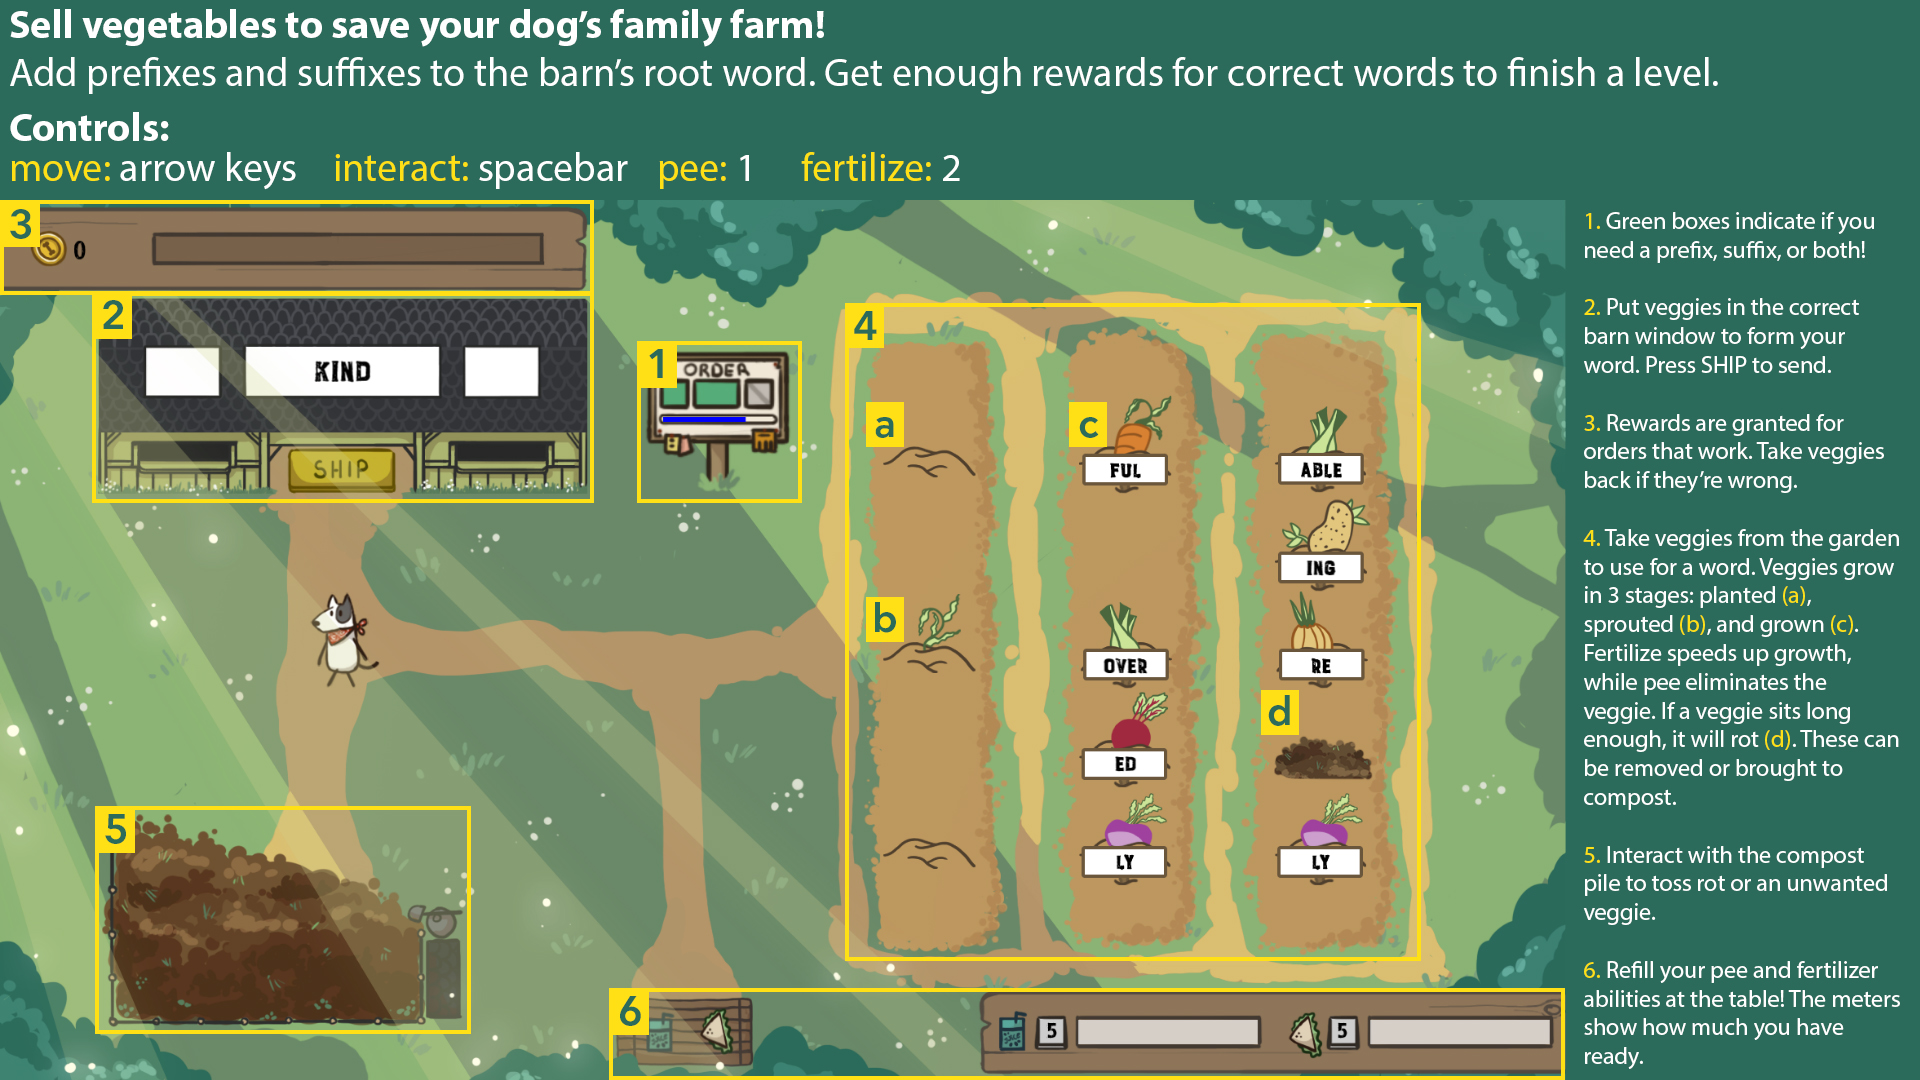 Sell vegetables to save your dog's family farm!
Add prefixes and suffixes to the barn's root word. Get enough rewards for correct words to finish a level.
Controls:
move: arrow keys interact: spacebar pee: 1 fertilize: 2
3
0
2
KIND
SHIP
1
ORDER
4
a
c
FUL
ABLE
ING
b
OVER
RE
d
ED
LY
LY
5
6
5
5
1. Green boxes indicate if you
need a prefix, suffix, or both!
2. Put veggies in the correct
barn window to form your
word. Press SHIP to send.
3. Rewards are granted for
orders that work. Take veggies
back if they're wrong.
4. Take veggies from the garden
to use for a word. Veggies grow
in 3 stages: planted (a),
sprouted (b), and grown (c).
Fertilize speeds up growth,
while pee eliminates the
veggie. If a veggie sits long
enough, it will rot (d). These can
be removed or brought to
compost.
5. Interact with the compost
pile to toss rot or an unwanted
veggie.
6. Refill your pee and fertilizer
abilities at the table! The meters
show how much you have
ready.